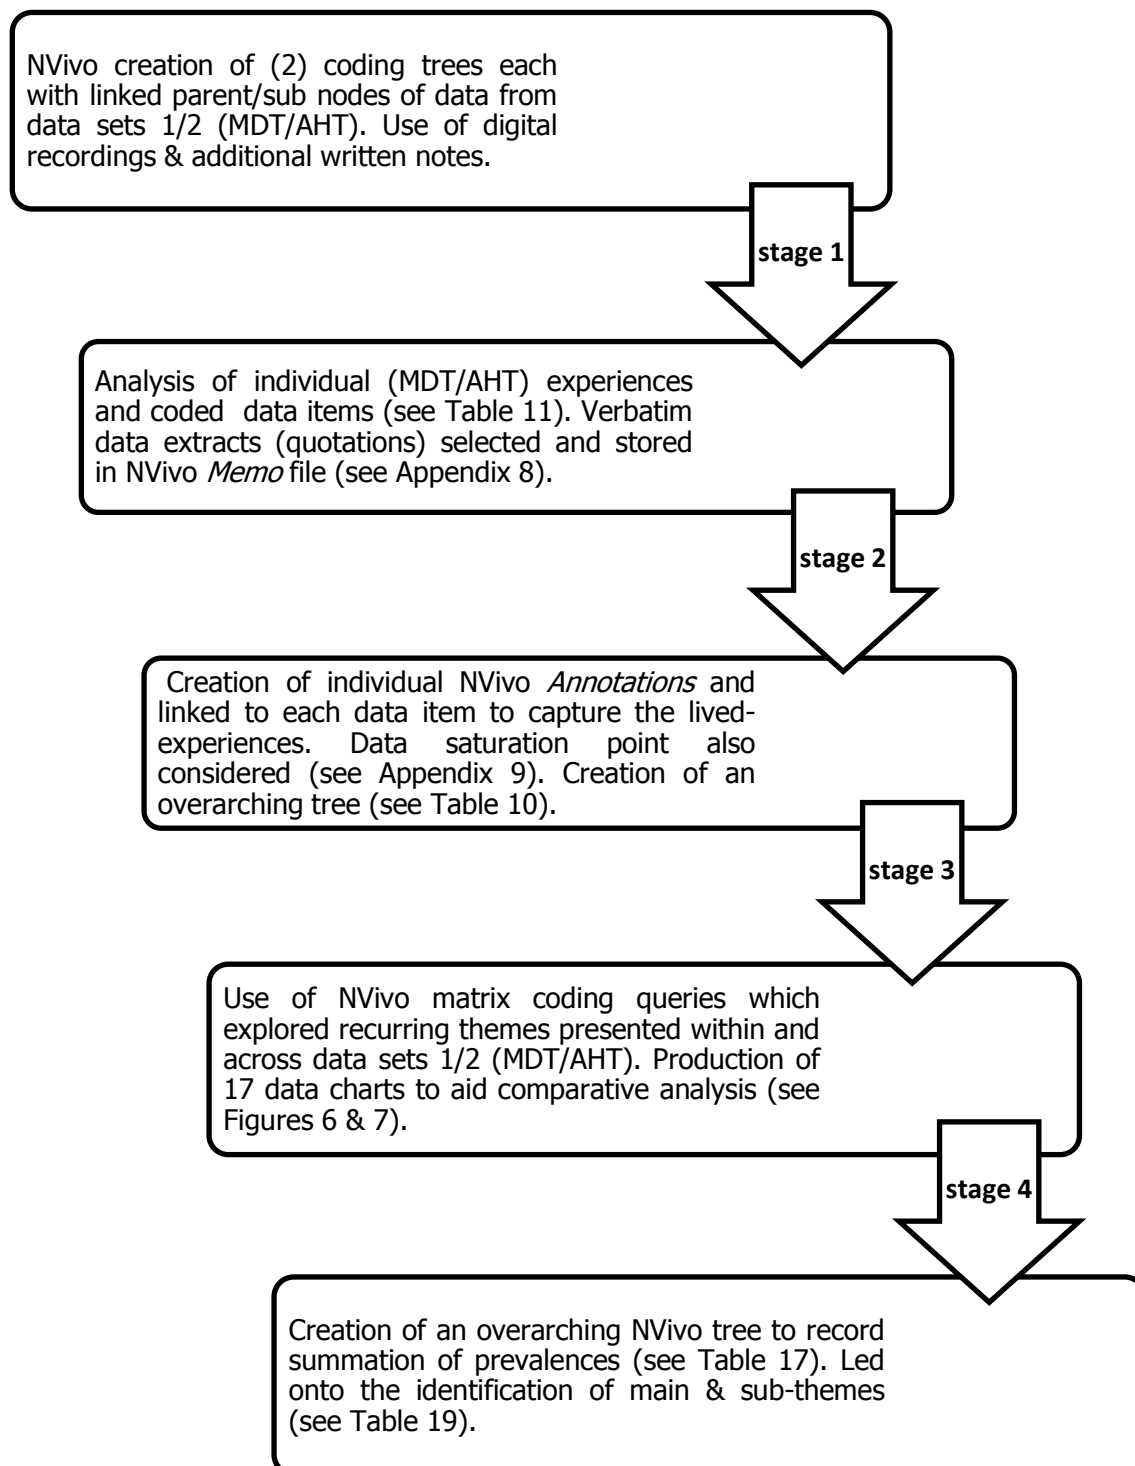 NVivo creation of (2) coding trees each
with linked parent/sub nodes of data from
data sets 1/2 (MDT/AHT). Use of digital
recordings & additional written notes.
stage 1
Analysis of individual (MDT/AHT) experiences
and coded data items (see Table 11). Verbatim
data extracts (quotations) selected and stored
in NVivo Memo file (see Appendix 8).
stage 2
Creation of individual NVivo Annotations and
linked to each data item to capture the lived-
experiences. Data saturation point also
considered (see Appendix 9). Creation of an
overarching tree (see Table 10).
stage 3
Use of NVivo matrix coding queries which
explored recurring themes presented within and
across data sets 1/2 (MDT/AHT). Production of
17 data charts to aid comparative analysis (see
Figures 6 & 7).
stage 4
Creation of an overarching NVivo tree to record
summation of prevalences (see Table 17). Led
onto the identification of main & sub-themes
(see Table 19).